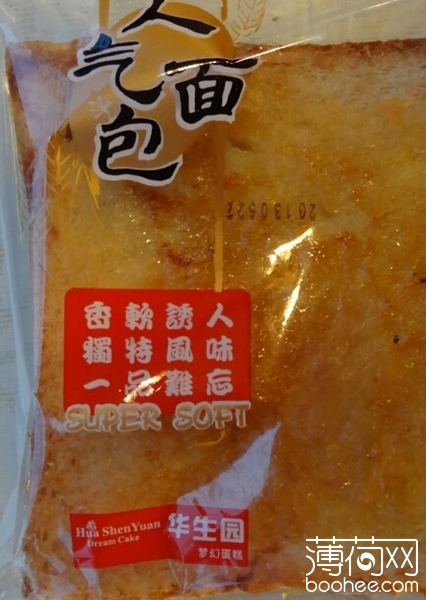 人气
面包
香軟誘人
獨特風味
一品難忘
SUPER SOFT
Hua ShenYuan
Dream Cake
华生园
梦幻蛋糕
薄荷网
boohee.com